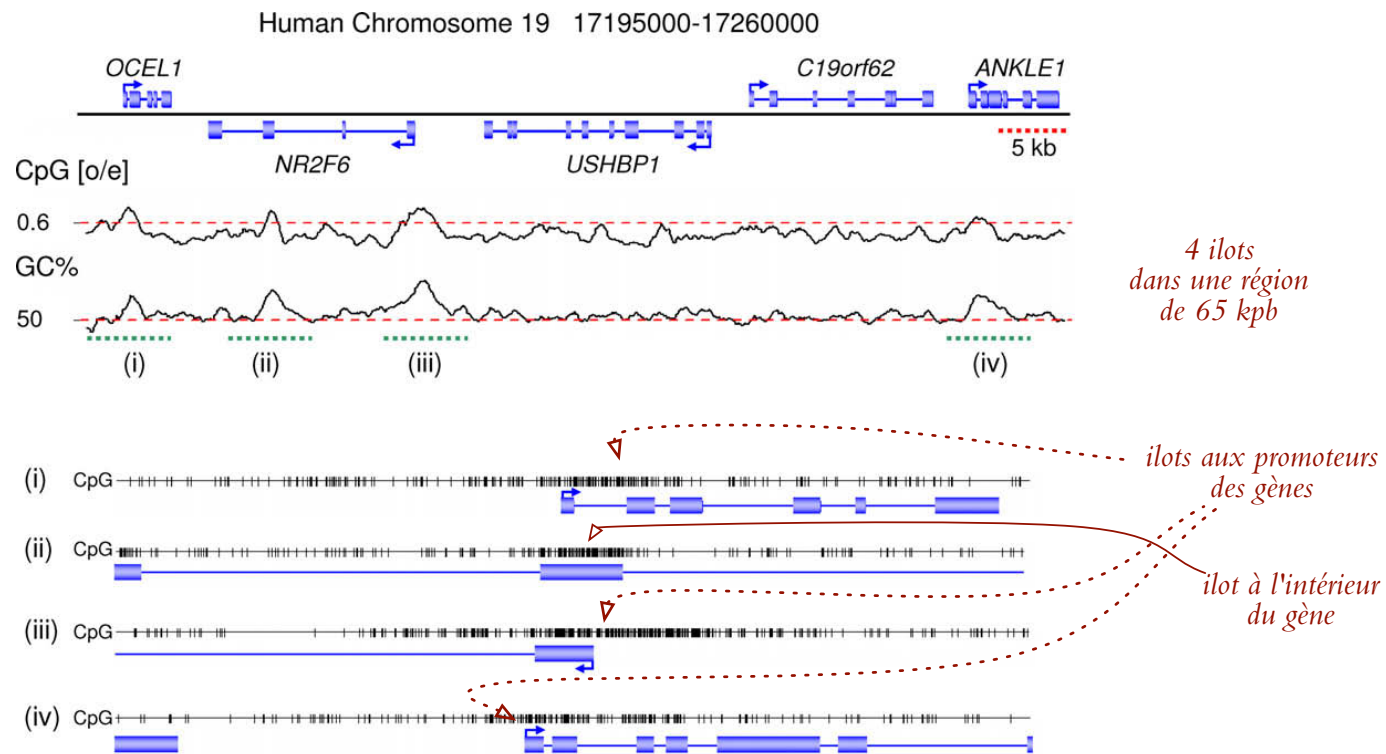 Human Chromosome 19 17195000-17260000
OCEL1
C19orf62
ANKLE1
5 kb
NR2F6
USHBP1
CpG [o/e]
0.6
GC%
50
(i)
(ii)
(iii)
(iv)
4 ilots
dans une région
de 65 kpb
(i) CpG
(ii) CpG
(iii) CpG
(iv) CpG
ilots aux promoteurs
des gènes
ilot à l'intérieur
du gène